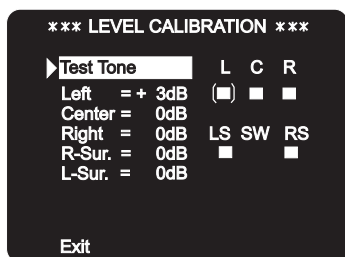 *** LEVEL CALIBRATION ***
Test Tone L C R
Left = + 3dB
Center = 0dB
Right = 0dB LS SW RS
R-Sur. = 0dB
L-Sur. = 0dB
Exit